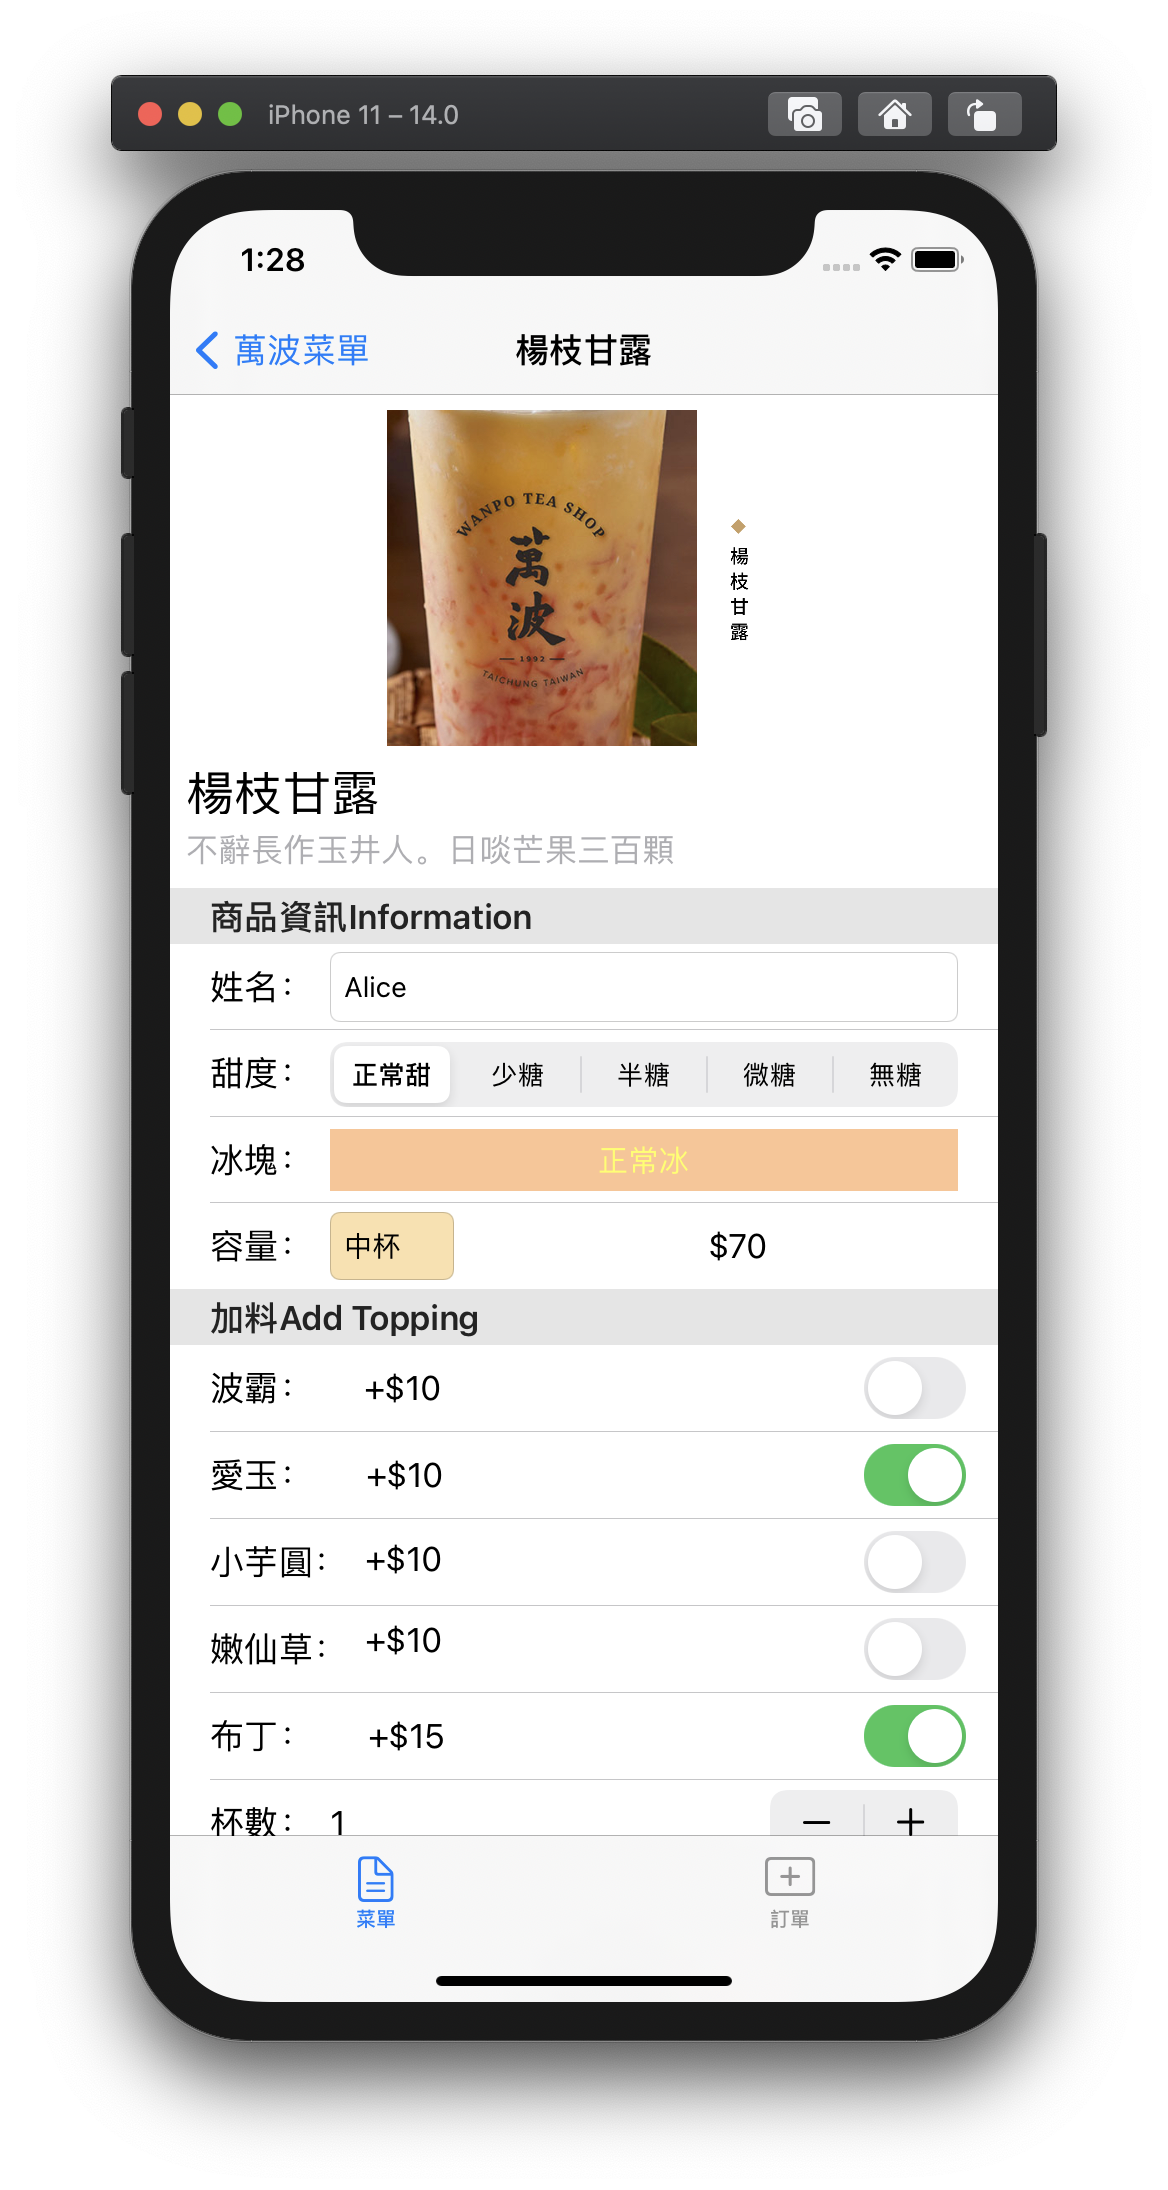 iPhone 11 – 14.0
1:28
萬波菜單
楊枝甘露
WANPO TEA SHOP
萬波
1992
TAICHUNG TAIWAN
楊枝甘露
楊枝甘露
不辭長作玉井人。日啖芒果三百顆
商品資訊Information
姓名： Alice
甜度： 正常甜 少糖 半糖 微糖 無糖
冰塊： 正常冰
容量： 中杯 $70
加料Add Topping
波霸： +$10
愛玉： +$10
小芋圓： +$10
嫩仙草： +$10
布丁： +$15
杯數： 1 — +
菜單 訂單